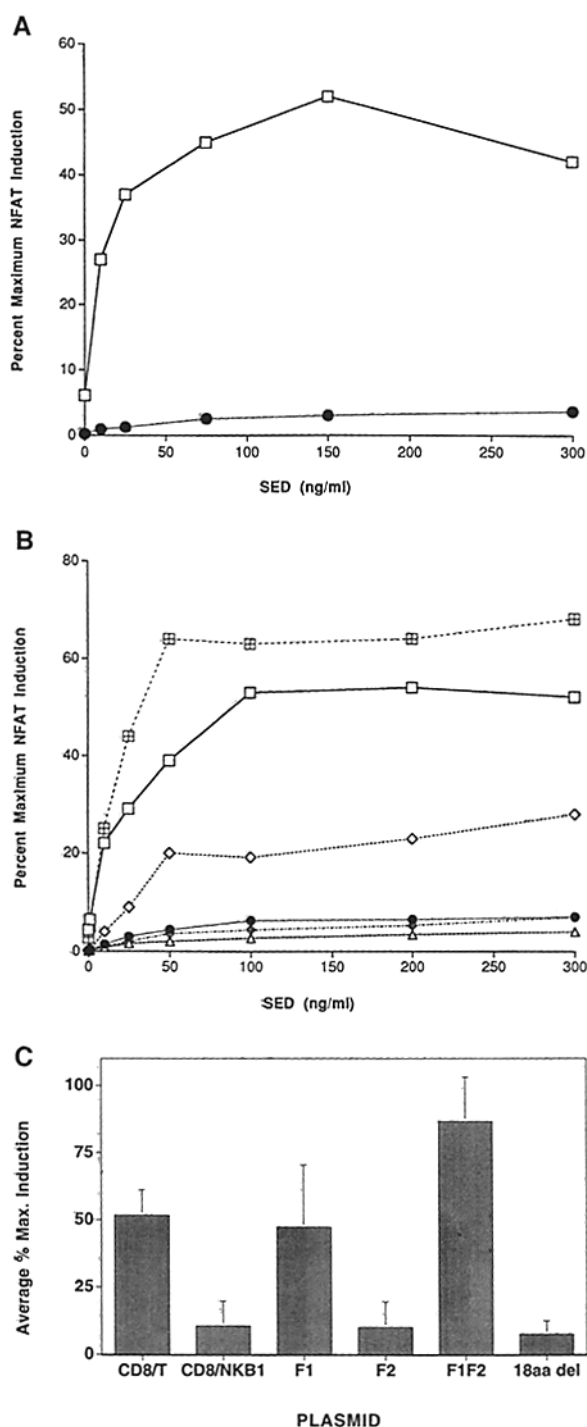 A
Percent Maximum NFAT Induction
60
50
40
30
20
10
0
0 50 100 150 200 250 300
SED (ng/ml)
B
Percent Maximum NFAT Induction
80
60
40
20
0
0 50 100 150 200 250 300
SED (ng/ml)
C
Average % Max. Induction
100
75
50
25
0
CD8/T CD8/NKB1 F1 F2 F1F2 18aa del
PLASMID